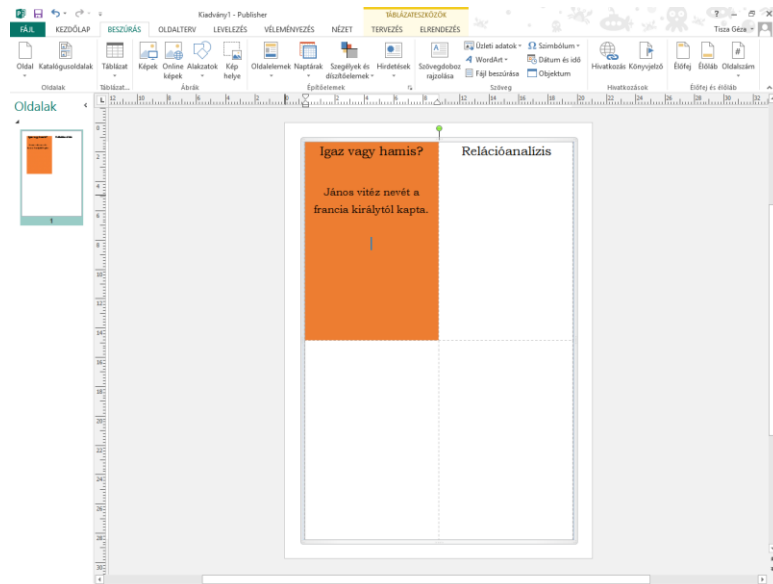 Kiadvány1 - Publisher
TÁBLÁZATESZKÖZÖK
FÁJL KEZDŐLAP BESZÚRÁS OLDALTERV LEVELEZÉS VÉLEMÉNYEZÉS NÉZET TERVEZÉS ELRENDEZÉS
Tisza Géza
Oldal Katalógusoldalak
Táblázat
Képek Online képek Alakzatok Kép helye
Oldalelemek Naptárak Szegélyek és díszítőelemek Hirdetések
Szövegdoboz rajzolása
Üzleti adatok
WordArt
Fájl beszúrása
Szimbólum
Dátum és idő
Objektum
Hivatkozás Könyvjelző
Élőfej Élőláb Oldalszám
Oldalak Táblázat... Ábrák Építőelemek Szöveg Hivatkozások Élőfej és élőláb
Oldalak
1
Igaz vagy hamis?
János vitéz nevét a
francia királytól kapta.
Relációanalízis